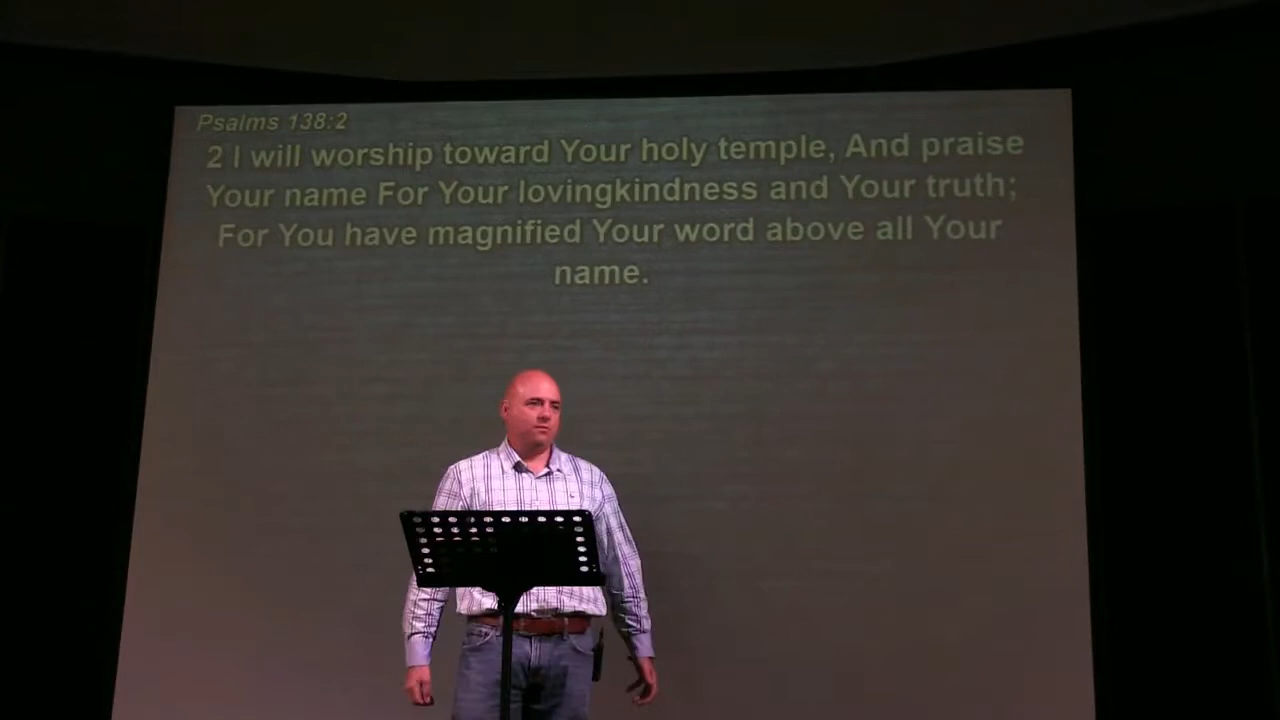 Psalms 138:2
2 I will worship toward Your holy temple, And praise
Your name For Your lovingkindness and Your truth;
For You have magnified Your word above all Your
name.